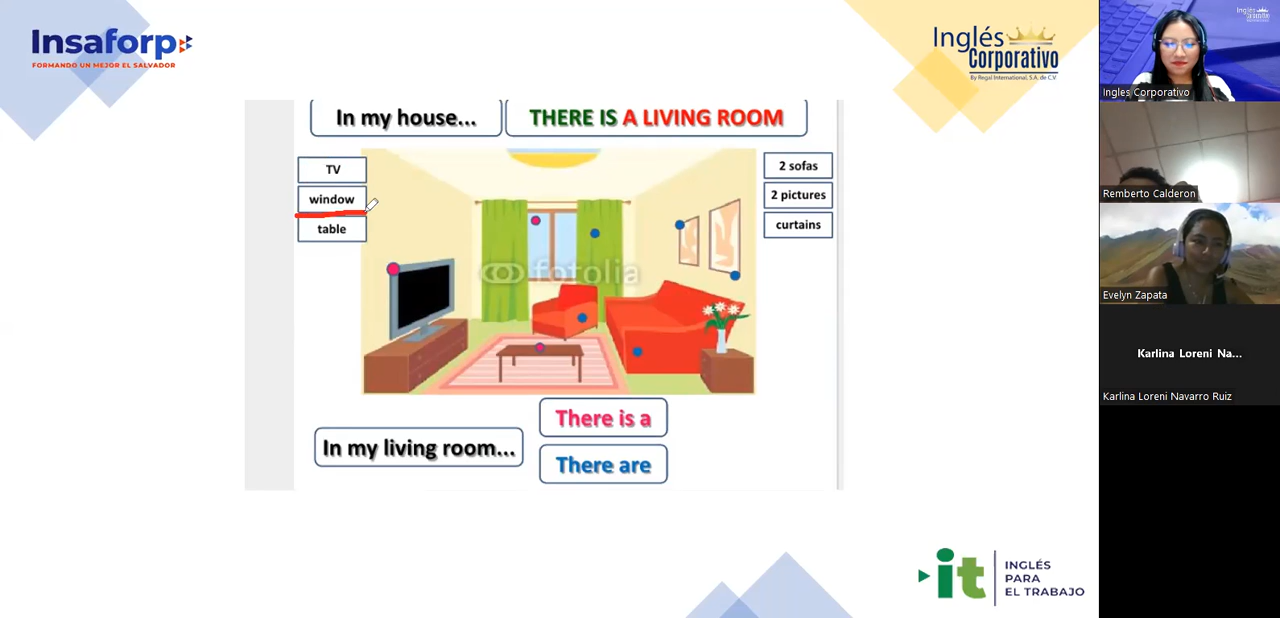 Insaforp
FORMANDO UN MEJOR EL SALVADOR
Inglés
Corporativo
By Regal International, S.A. de C.V.
In my house...
THERE IS A LIVING ROOM
TV
window
table
2 sofas
2 pictures
curtains
fotolia
There is a
In my living room...
There are
it
INGLÉS
PARA
EL TRABAJO
Inglés
Corporativo
Ingles Corporativo
Remberto Calderon
Evelyn Zapata
Karlina Loreni Na...
Karlina Loreni Navarro Ruiz